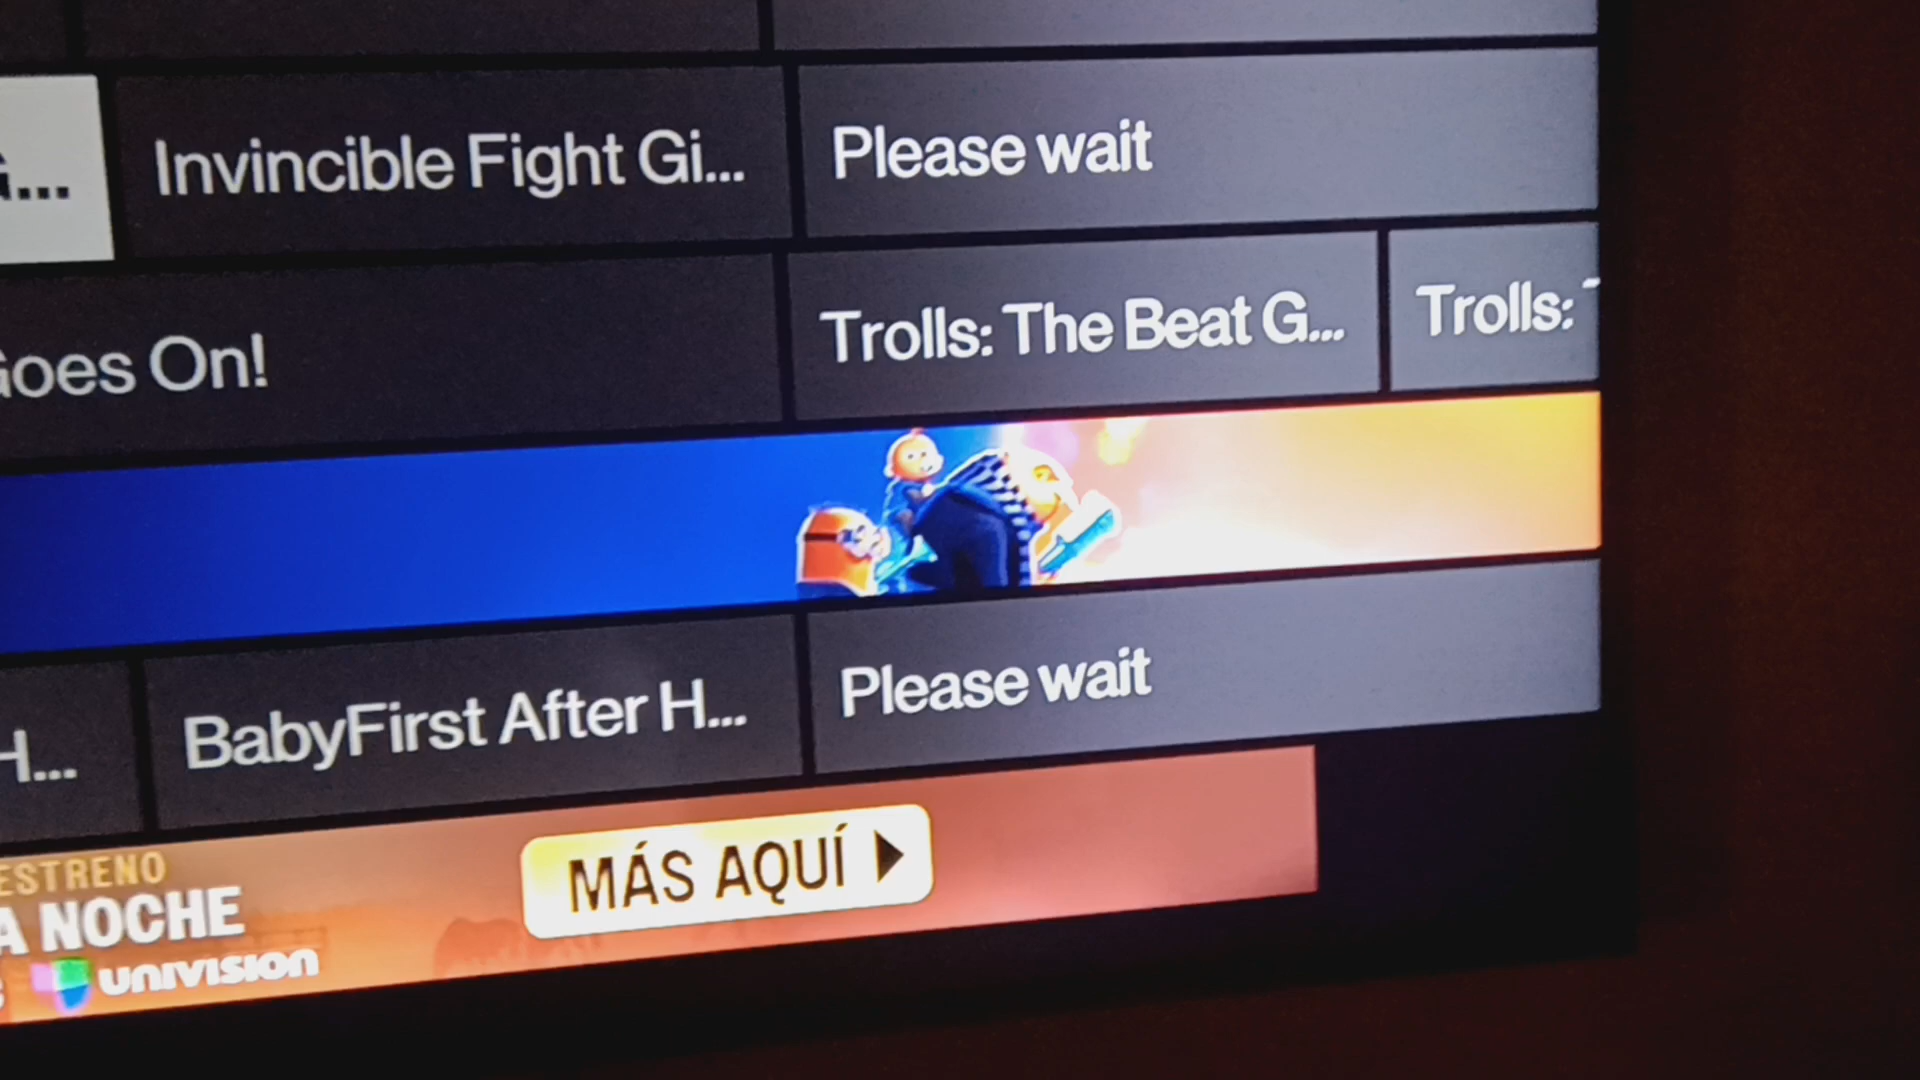 G...
Invincible Fight Gi...
Please wait
Goes On!
Trolls: The Beat G...
Trolls:
H...
BabyFirst After H...
Please wait
ESTRENO
A NOCHE
UNIVISION
MÁS AQUÍ